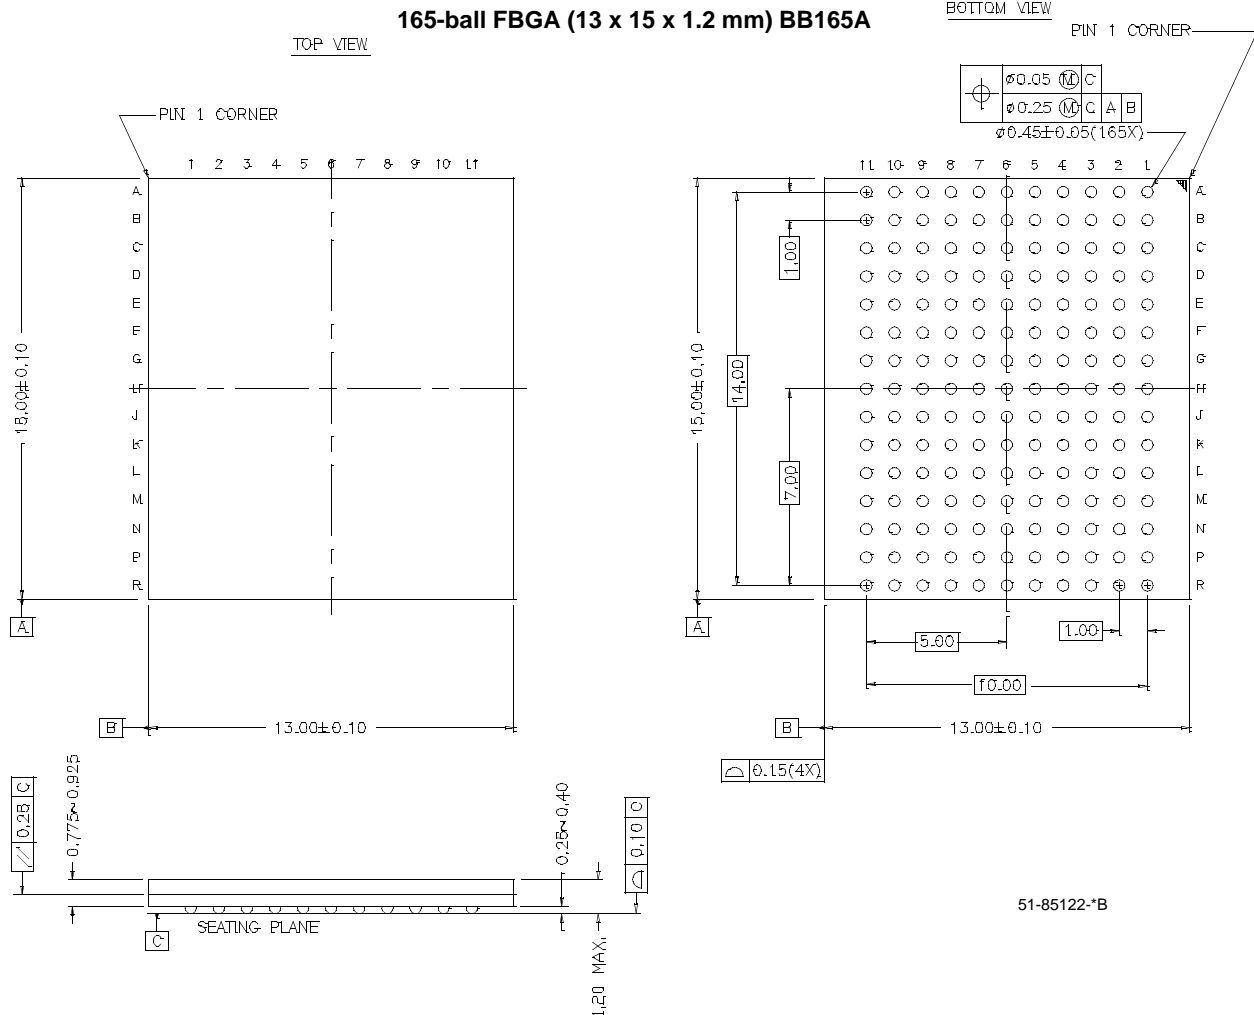 165-ball FBGA (13 x 15 x 1.2 mm) BB165A
TOP VIEW
BOTTOM VIEW
PIN 1 CORNER
PIN 1 CORNER
⌀0.05 Ⓜ C
⌀0.25 Ⓜ C A B
⌀0.45±0.05(165X)
1 2 3 4 5 6 7 8 9 10 11
11 10 9 8 7 6 5 4 3 2 1
A
B
C
D
E
F
G
H
J
K
L
M
N
P
R
A
B
C
D
E
F
G
H
J
K
L
M
N
P
R
15.00±0.10
15.00±0.10
1.00
14.00
7.00
A
A
5.00
1.00
10.00
B
13.00±0.10
B
13.00±0.10
0.15(4X)
// 0.25 C
0.775~0.925
0.25~0.40
0.10 C
SEATING PLANE
C
1.20 MAX.
51-85122-*B